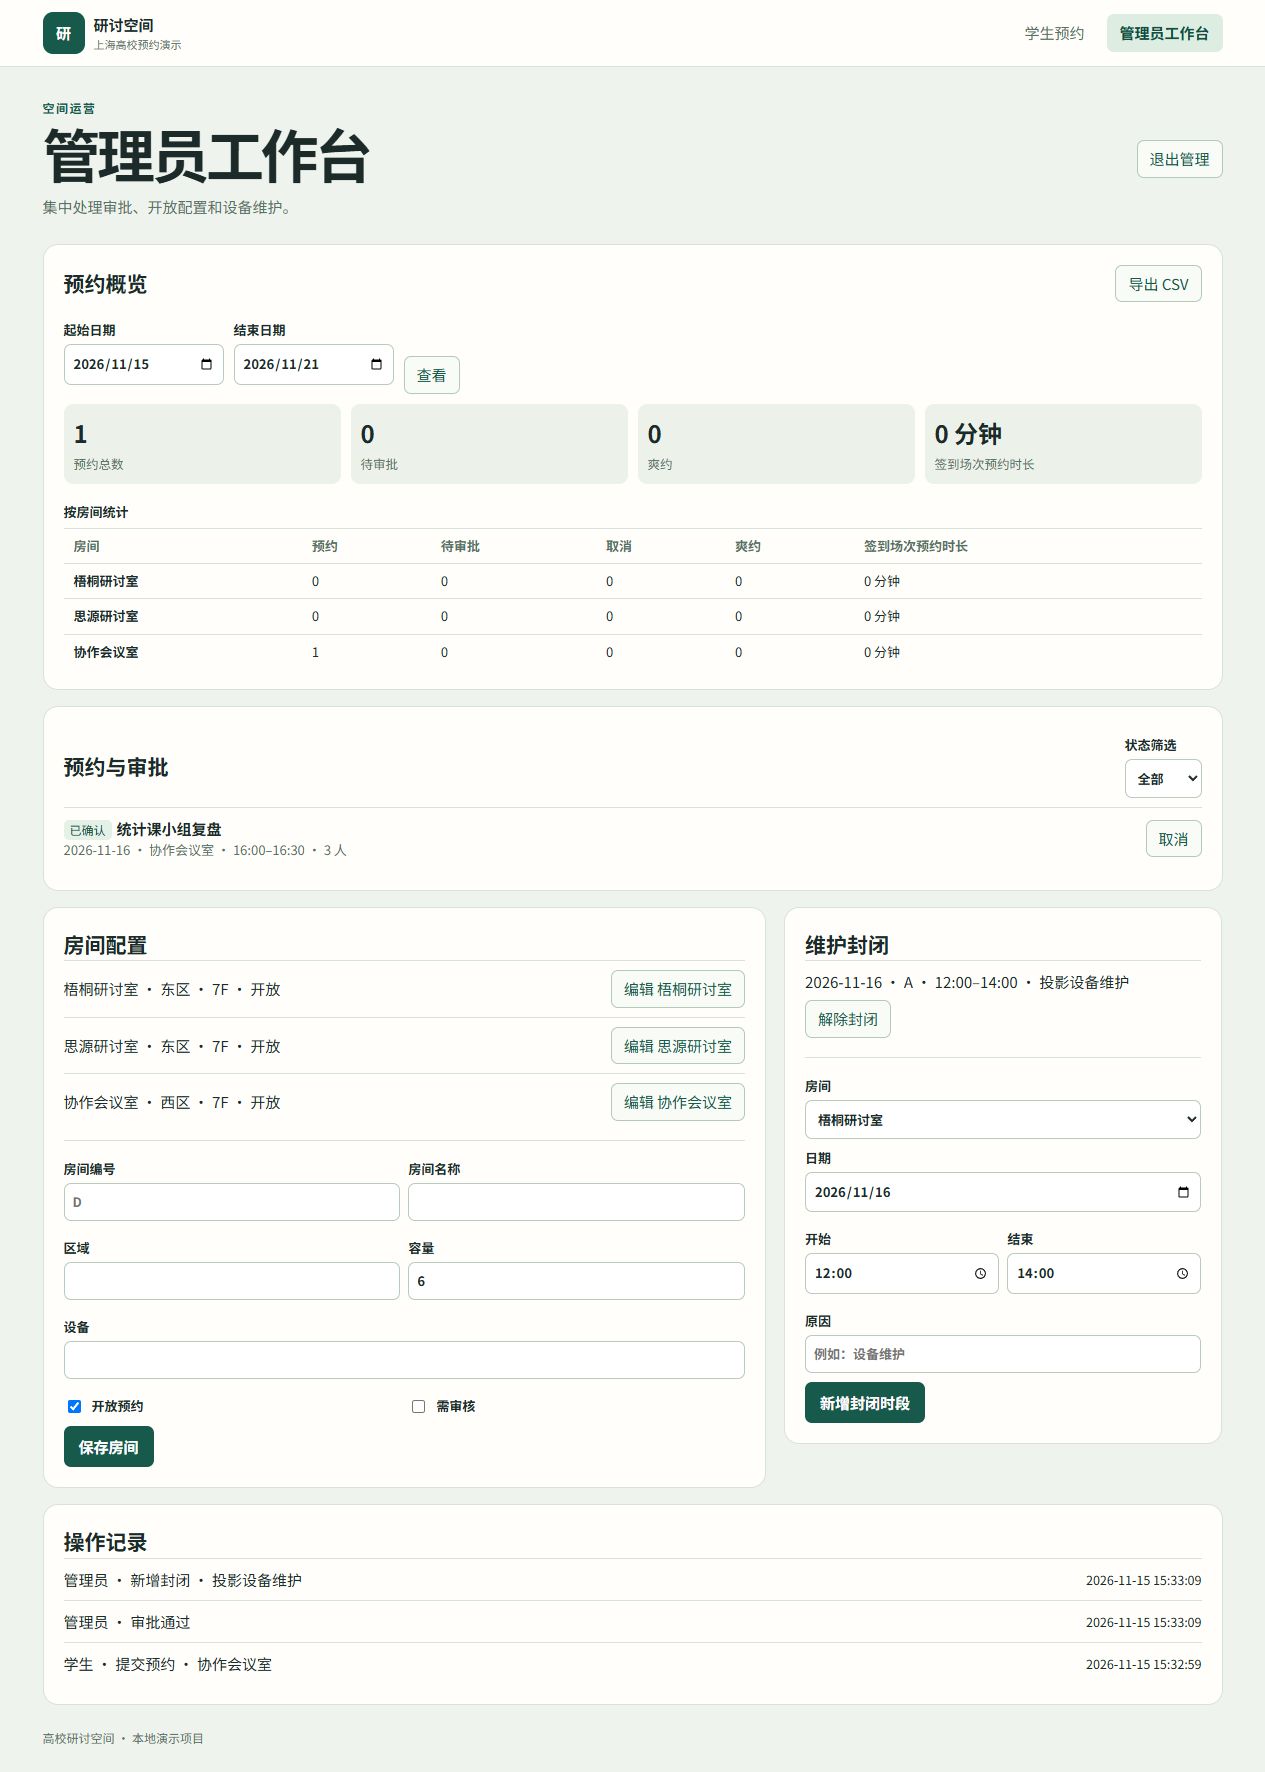 研
研讨空间
上海高校预约演示
学生预约
管理员工作台
空间运营
管理员工作台
集中处理审批、开放配置和设备维护。
退出管理
预约概览
导出 CSV
起始日期 结束日期
2026/11/15 2026/11/21 查看
1 0 0 0 分钟
预约总数 待审批 爽约 签到场次预约时长
按房间统计
房间 预约 待审批 取消 爽约 签到场次预约时长
梧桐研讨室 0 0 0 0 0 分钟
思源研讨室 0 0 0 0 0 分钟
协作会议室 1 0 0 0 0 分钟
预约与审批
状态筛选
全部
已确认 统计课小组复盘
2026-11-16 · 协作会议室 · 16:00–16:30 · 3 人
取消
房间配置
梧桐研讨室 · 东区 · 7F · 开放 编辑 梧桐研讨室
思源研讨室 · 东区 · 7F · 开放 编辑 思源研讨室
协作会议室 · 西区 · 7F · 开放 编辑 协作会议室
房间编号 房间名称
D
区域 容量
6
设备
开放预约 需审核
保存房间
维护封闭
2026-11-16 · A · 12:00–14:00 · 投影设备维护
解除封闭
房间
梧桐研讨室
日期
2026/11/16
开始 结束
12:00 14:00
原因
例如：设备维护
新增封闭时段
操作记录
管理员 · 新增封闭 · 投影设备维护 2026-11-15 15:33:09
管理员 · 审批通过 2026-11-15 15:33:09
学生 · 提交预约 · 协作会议室 2026-11-15 15:32:59
高校研讨空间 · 本地演示项目